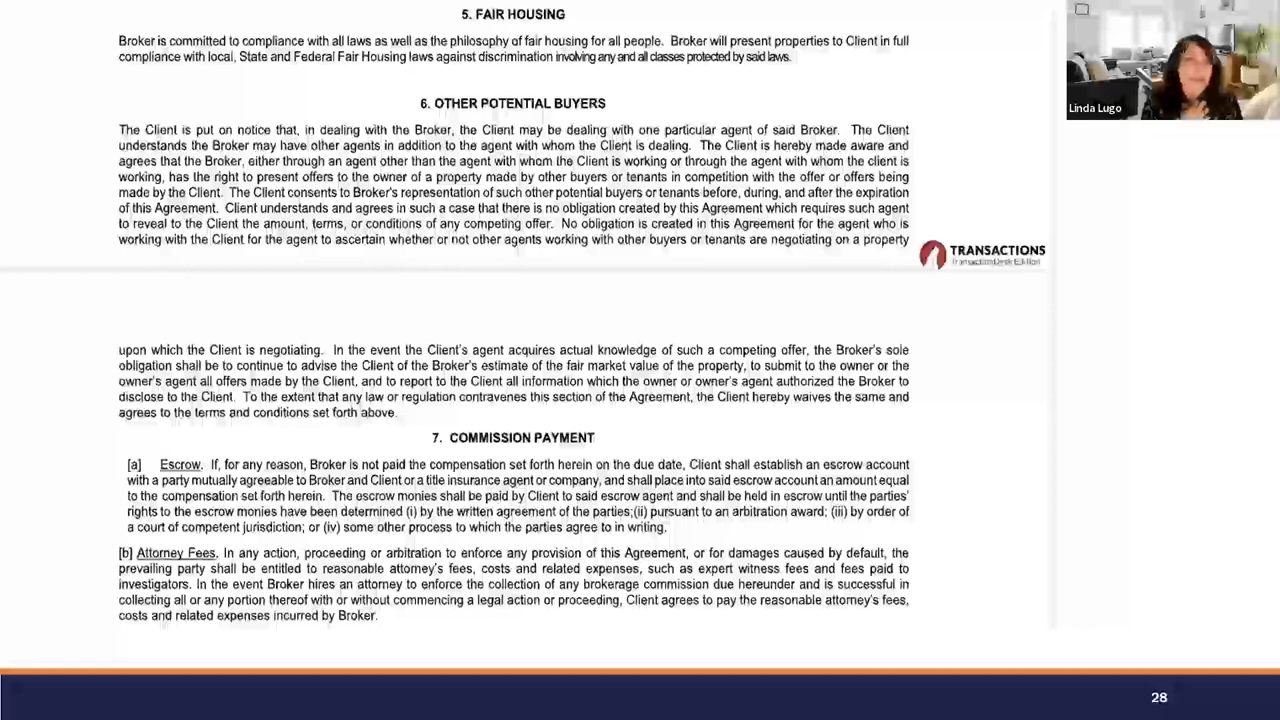 5. FAIR HOUSING
Broker is committed to compliance with all laws as well as the philosophy of fair housing for all people. Broker will present properties to Client in full
compliance with local, State and Federal Fair Housing laws against discrimination involving any and all classes protected by said laws.
Linda Lugo
6. OTHER POTENTIAL BUYERS
The Client is put on notice that, in dealing with the Broker, the Client may be dealing with one particular agent of said Broker. The Client
understands the Broker may have other agents in addition to the agent with whom the Client is dealing. The Client is hereby made aware and
agrees that the Broker, either through an agent other than the agent with whom the Client is working or through the agent with whom the client is
working, has the right to present offers to the owner of a property made by other buyers or tenants in competition with the offer or offers being
made by the Client. The Client consents to Broker's representation of such other potential buyers or tenants before, during, and after the expiration
of this Agreement. Client understands and agrees in such a case that there is no obligation created by this Agreement which requires such agent
to reveal to the Client the amount, terms, or conditions of any competing offer. No obligation is created in this Agreement for the agent who is
working with the Client for the agent to ascertain whether or not other agents working with other buyers or tenants are negotiating on a property
TRANSACTIONS
TransactionDesk Edition
upon which the Client is negotiating. In the event the Client's agent acquires actual knowledge of such a competing offer, the Broker's sole
obligation shall be to continue to advise the Client of the Broker's estimate of the fair market value of the property, to submit to the owner or the
owner's agent all offers made by the Client, and to report to the Client all information which the owner or owner's agent authorized the Broker to
disclose to the Client. To the extent that any law or regulation contravenes this section of the Agreement, the Client hereby waives the same and
agrees to the terms and conditions set forth above.
7. COMMISSION PAYMENT
[a] Escrow. If, for any reason, Broker is not paid the compensation set forth herein on the due date, Client shall establish an escrow account
with a party mutually agreeable to Broker and Client or a title insurance agent or company, and shall place into said escrow account an amount equal
to the compensation set forth herein. The escrow monies shall be paid by Client to said escrow agent and shall be held in escrow until the parties'
rights to the escrow monies have been determined (i) by the written agreement of the parties;(ii) pursuant to an arbitration award; (iii) by order of
a court of competent jurisdiction; or (iv) some other process to which the parties agree to in writing.
[b] Attorney Fees. In any action, proceeding or arbitration to enforce any provision of this Agreement, or for damages caused by default, the
prevailing party shall be entitled to reasonable attorney's fees, costs and related expenses, such as expert witness fees and fees paid to
investigators. In the event Broker hires an attorney to enforce the collection of any brokerage commission due hereunder and is successful in
collecting all or any portion thereof with or without commencing a legal action or proceeding, Client agrees to pay the reasonable attorney's fees,
costs and related expenses incurred by Broker.
28